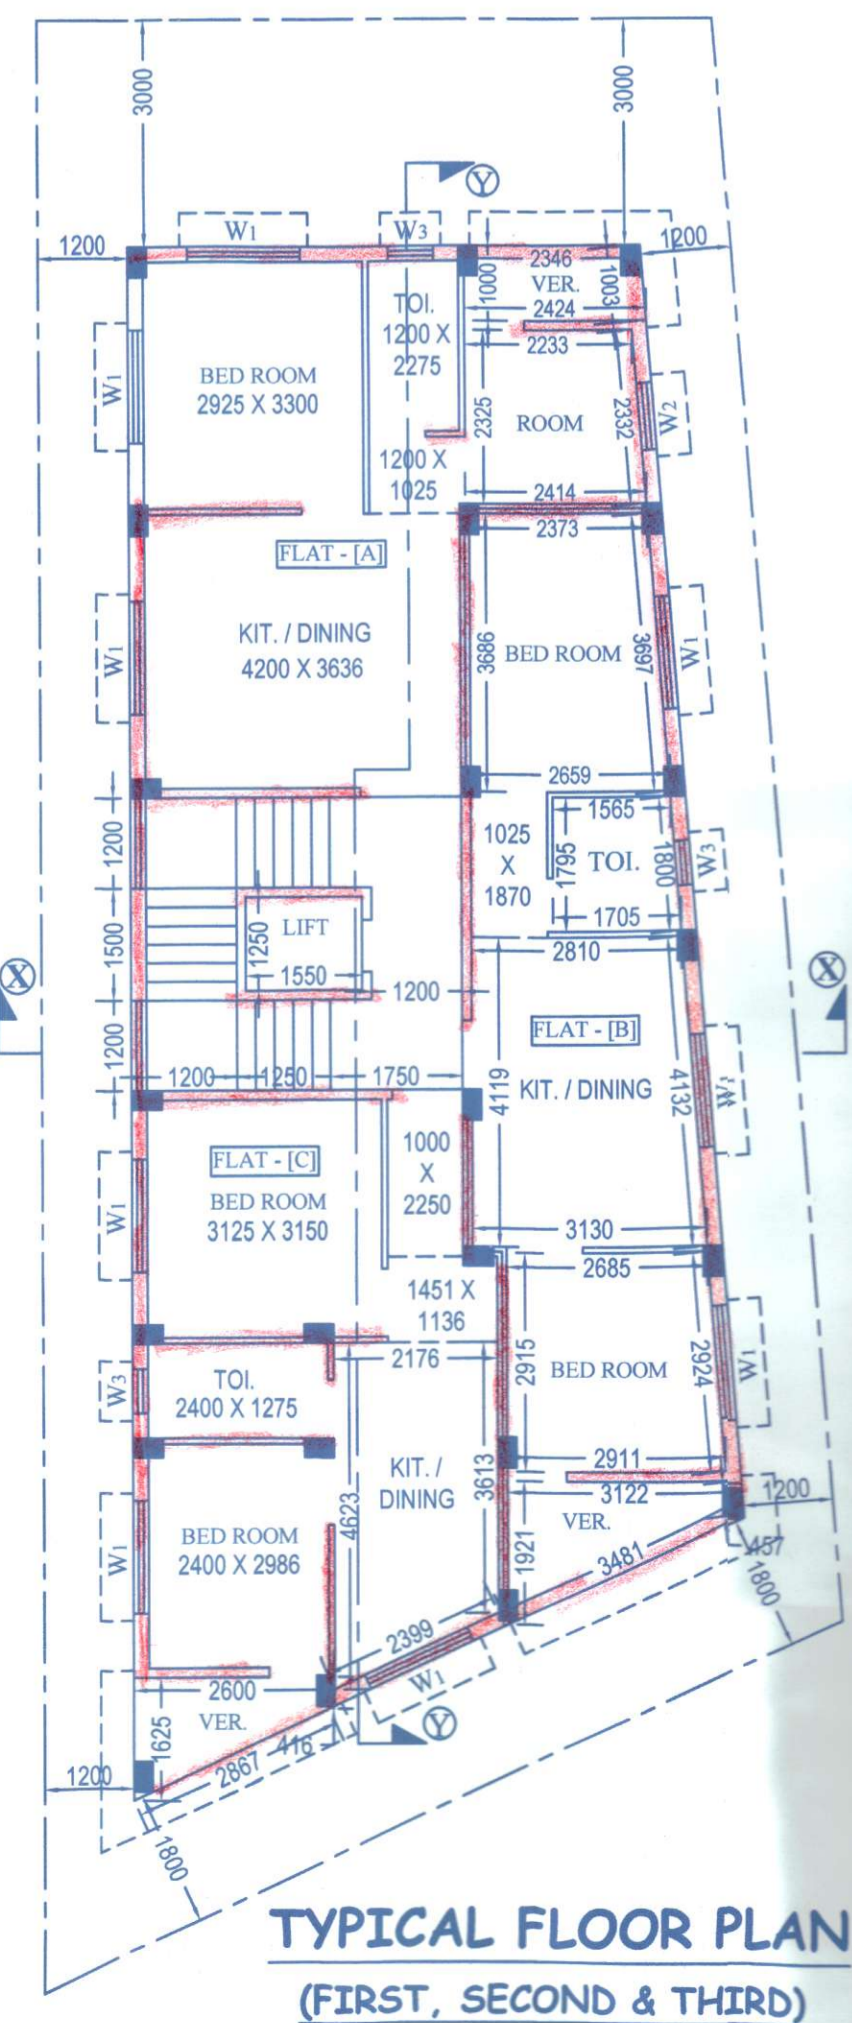 3000
3000
Y
W1
W3
1200
1200
2346
1000
VER.
1003
2424
TOI.
1200 X
2275
2233
W1
BED ROOM
2925 X 3300
2325
ROOM
2332
W2
1200 X
1025
2414
2373
FLAT - [A]
KIT. / DINING
4200 X 3636
W1
3686
BED ROOM
3697
W1
2659
1565
1200
1025
X
1870
1795
TOI.
1800
W3
1705
LIFT
1250
1550
1500
2810
X
X
1200
1200
FLAT - [B]
1200
1250
1750
4119
KIT. / DINING
4132
W1
FLAT - [C]
BED ROOM
3125 X 3150
1000
X
2250
W1
3130
2685
1451 X
1136
2176
2915
BED ROOM
2924
W1
W3
TOI.
2400 X 1275
KIT. /
DINING
4623
3613
2911
3122
VER.
1921
3481
1200
457
1800
W1
BED ROOM
2400 X 2986
2399
W1
2600
VER.
1625
416
2867
Y
1200
1800
TYPICAL FLOOR PLAN
(FIRST, SECOND & THIRD)